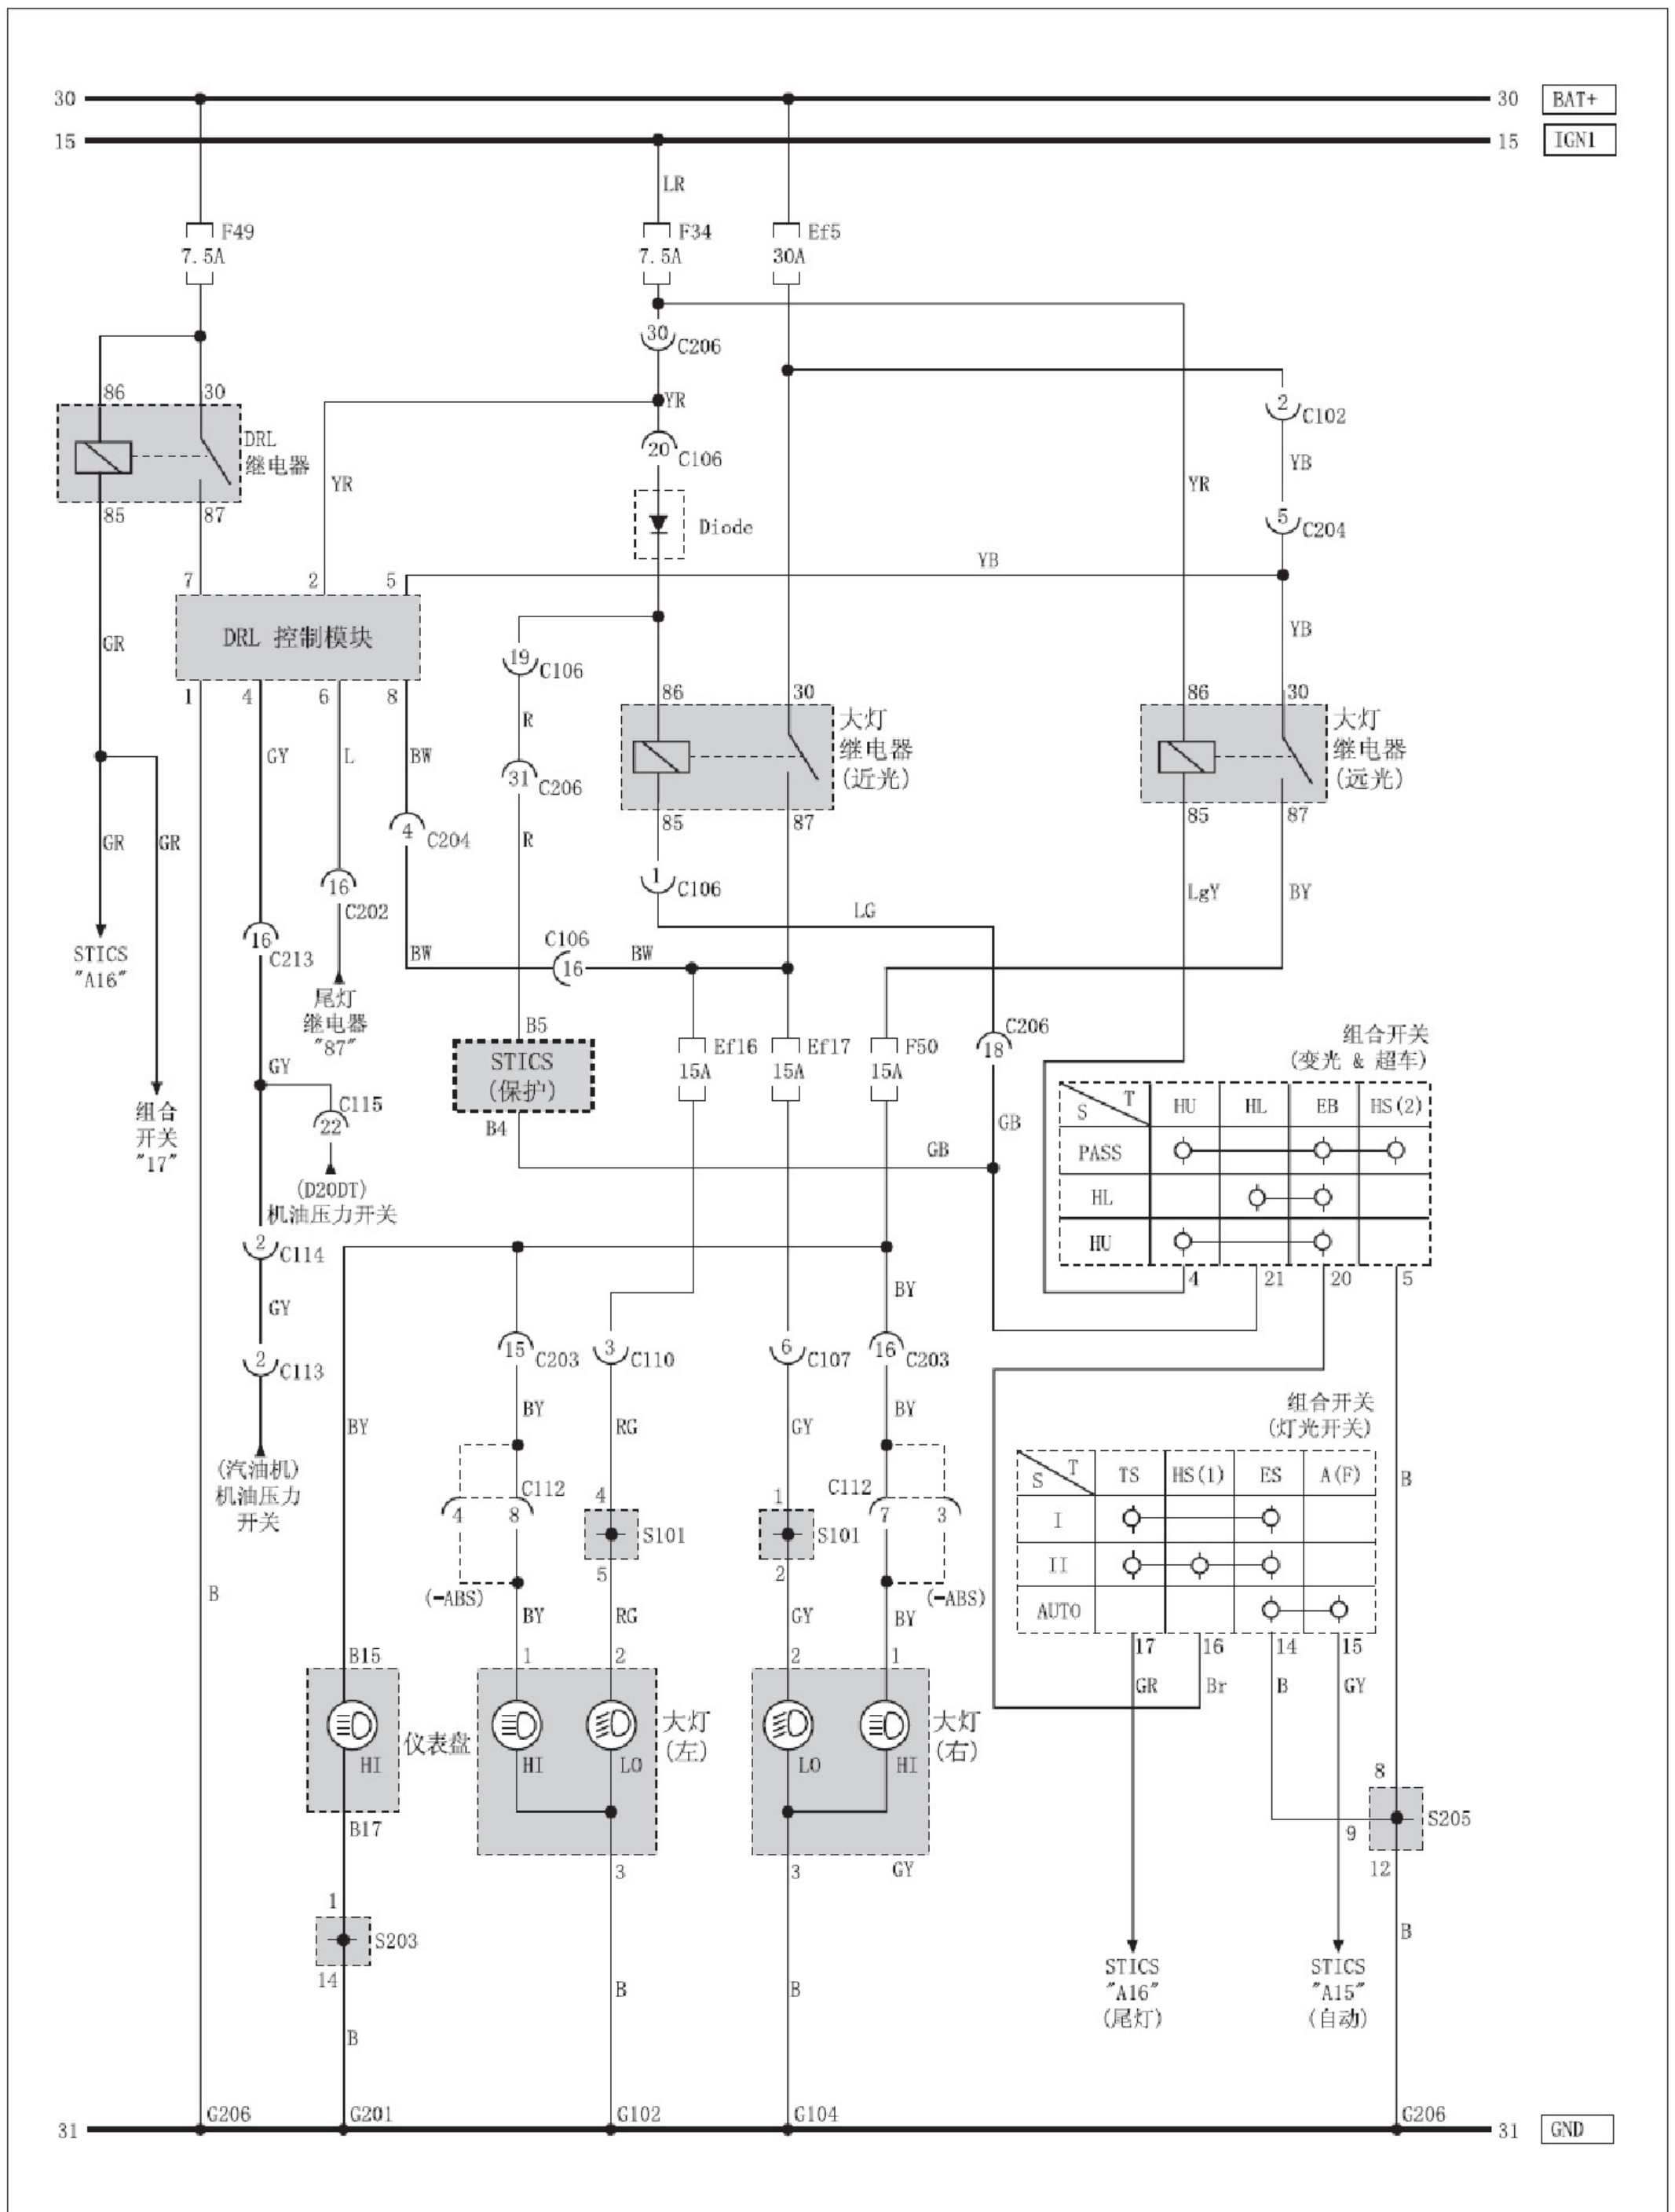 30
30 BAT+
15
15 IGN1
LR
F49
7.5A
F34
7.5A
Ef5
30A
30
C206
86
30
YR
2
C102
DRL
继电器
20
C106
YB
YR
YR
85
87
Diode
5
C204
7
2
5
YB
DRL 控制模块
GR
YB
19
C106
1
4
6
8
86
30
86
30
R
大灯
继电器
(近光)
大灯
继电器
(远光)
GY
L
BW
31
C206
85
87
85
87
GR
GR
4
C204
R
1
C106
16
C202
LgY
BY
LG
16
C213
C106
16
BW
BW
STICS
"A16"
尾灯
继电器
"87"
B5
C206
18
组合开关
(变光 & 超车)
STICS
(保护)
Ef16
15A
Ef17
15A
F50
15A
GY
C115
22
组合
开关
"17"
B4
GB
GB
S T HU HL EB HS(2)
PASS
HL
HU
(D20DT)
机油压力开关
2
C114
4
21
20
5
GY
BY
15
C203
3
C110
6
C107
16
C203
2
C113
BY
BY
RG
GY
BY
组合开关
(灯光开关)
B
(汽油机)
机油压力
开关
C112
4
8
4
S101
5
1
S101
2
C112
7
3
S T TS HS(1) ES A(F)
I
II
AUTO
B
(-ABS)
(-ABS)
BY
RG
GY
BY
17
16
14
15
B15
1
2
2
1
GR
Br
B
GY
HI
仪表盘
HI
LO
大灯
(左)
LO
HI
大灯
(右)
B17
8
9
S205
12
3
3
GY
1
S203
14
B
STICS
"A16"
(尾灯)
STICS
"A15"
(自动)
B
B
B
G206
G201
G102
G104
G206
31
31 GND